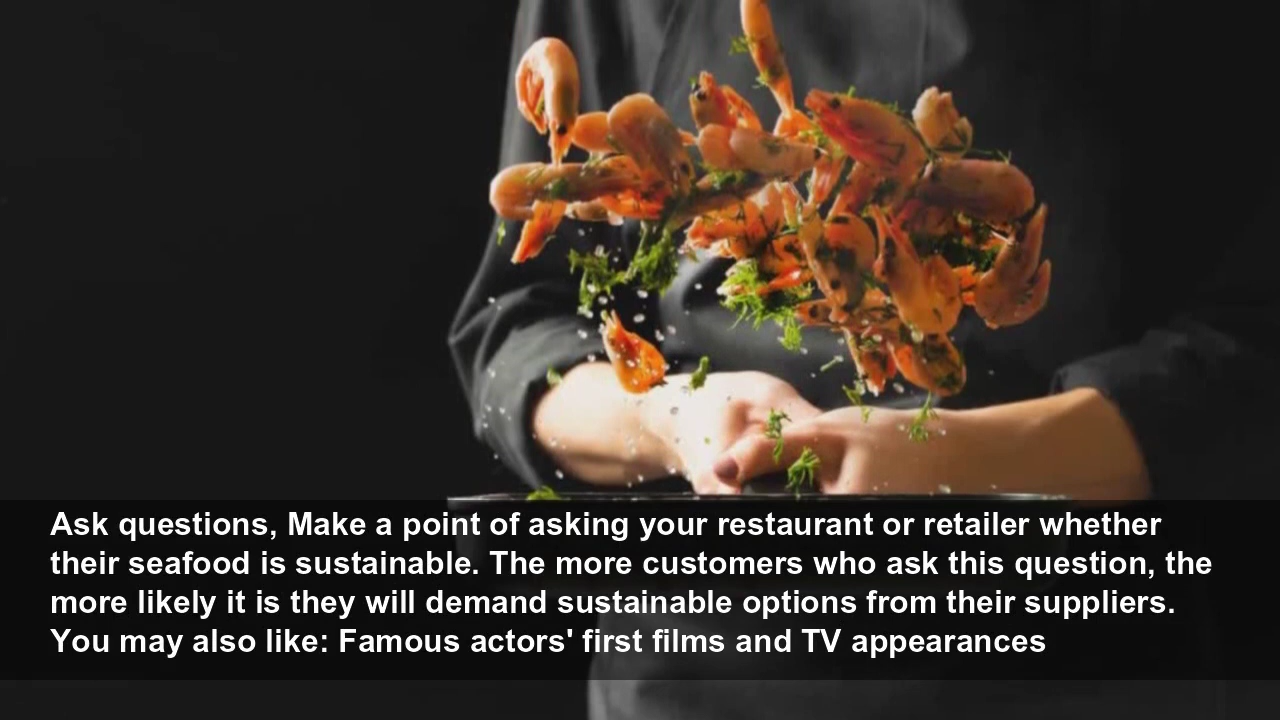 Ask questions, Make a point of asking your restaurant or retailer whether
their seafood is sustainable. The more customers who ask this question, the
more likely it is they will demand sustainable options from their suppliers.
You may also like: Famous actors' first films and TV appearances